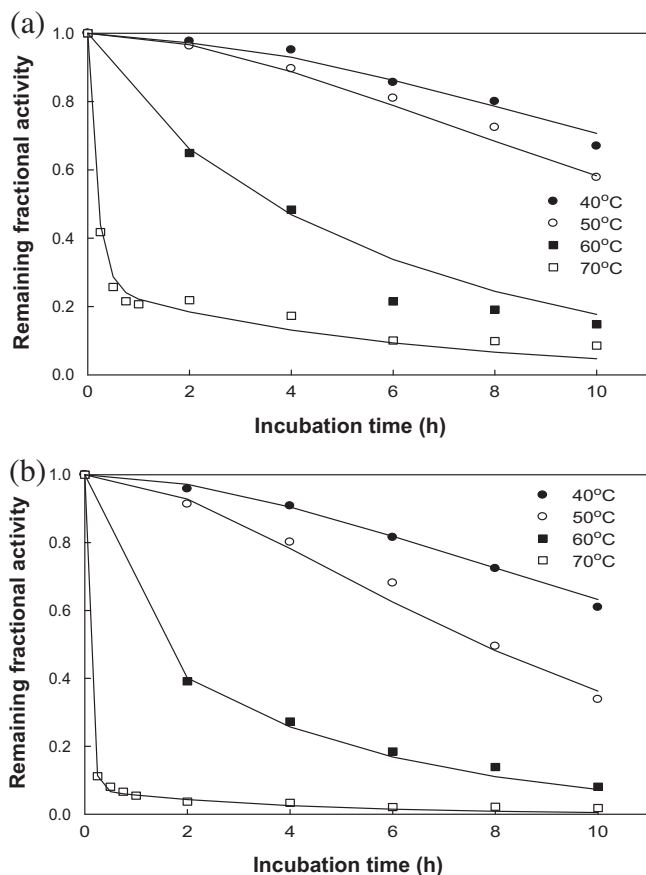 (a)
Remaining fractional activity
1.0
0.8
0.6
0.4
0.2
0.0
40°C
50°C
60°C
70°C
0 2 4 6 8 10
Incubation time (h)
(b)
Remaining fractional activity
1.0
0.8
0.6
0.4
0.2
0.0
40°C
50°C
60°C
70°C
0 2 4 6 8 10
Incubation time (h)